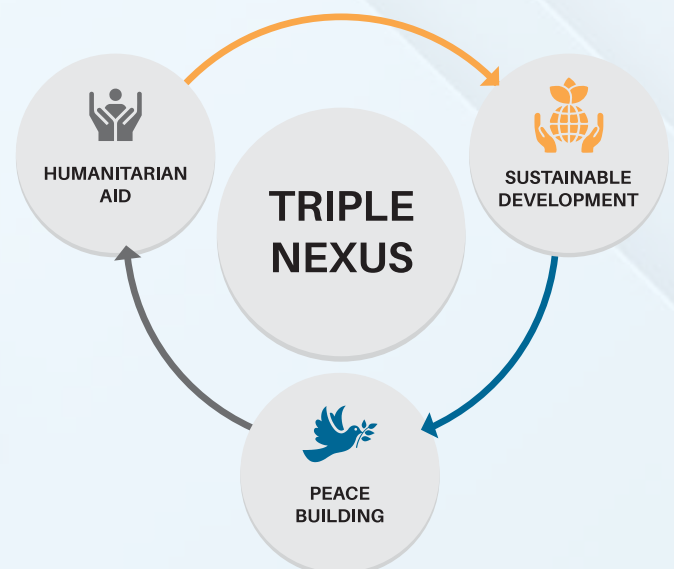 HUMANITARIAN
AID
TRIPLE
NEXUS
SUSTAINABLE
DEVELOPMENT
PEACE
BUILDING